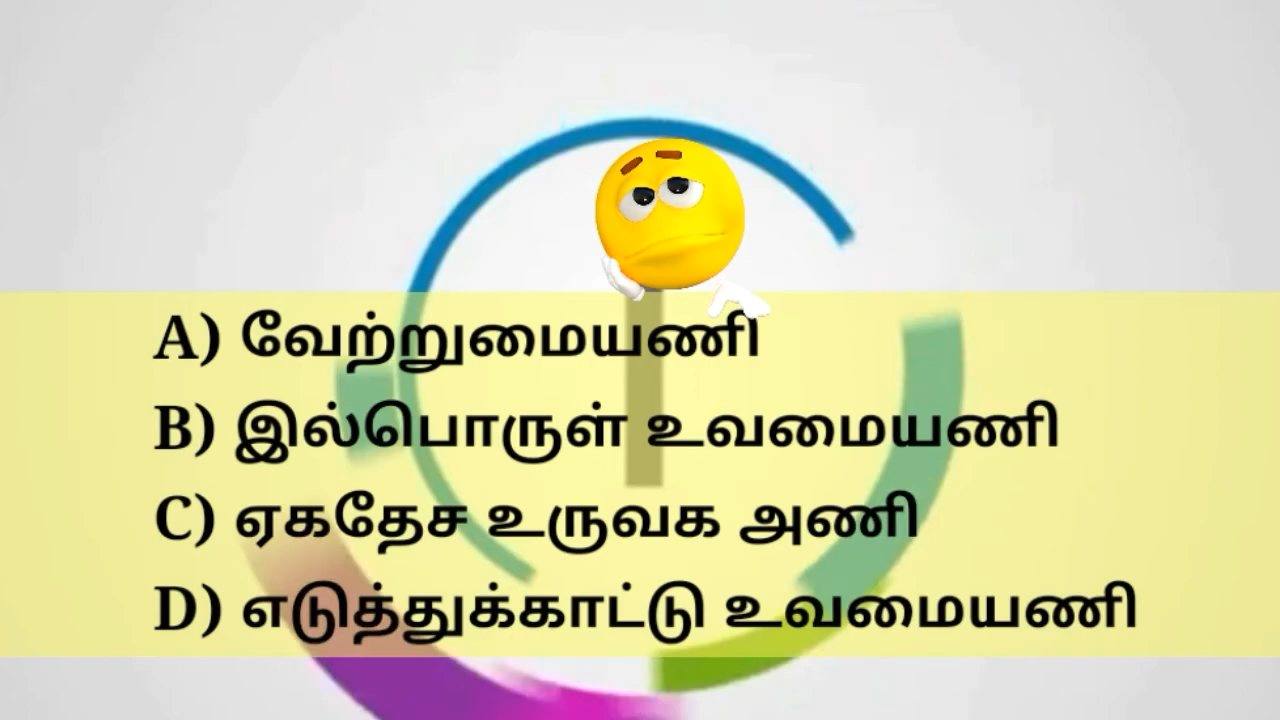 A) வேற்றுமையணி
B) இல்பொருள் உவமையணி
C) ஏகதேச உருவக அணி
D) எடுத்துக்காட்டு உவமையணி